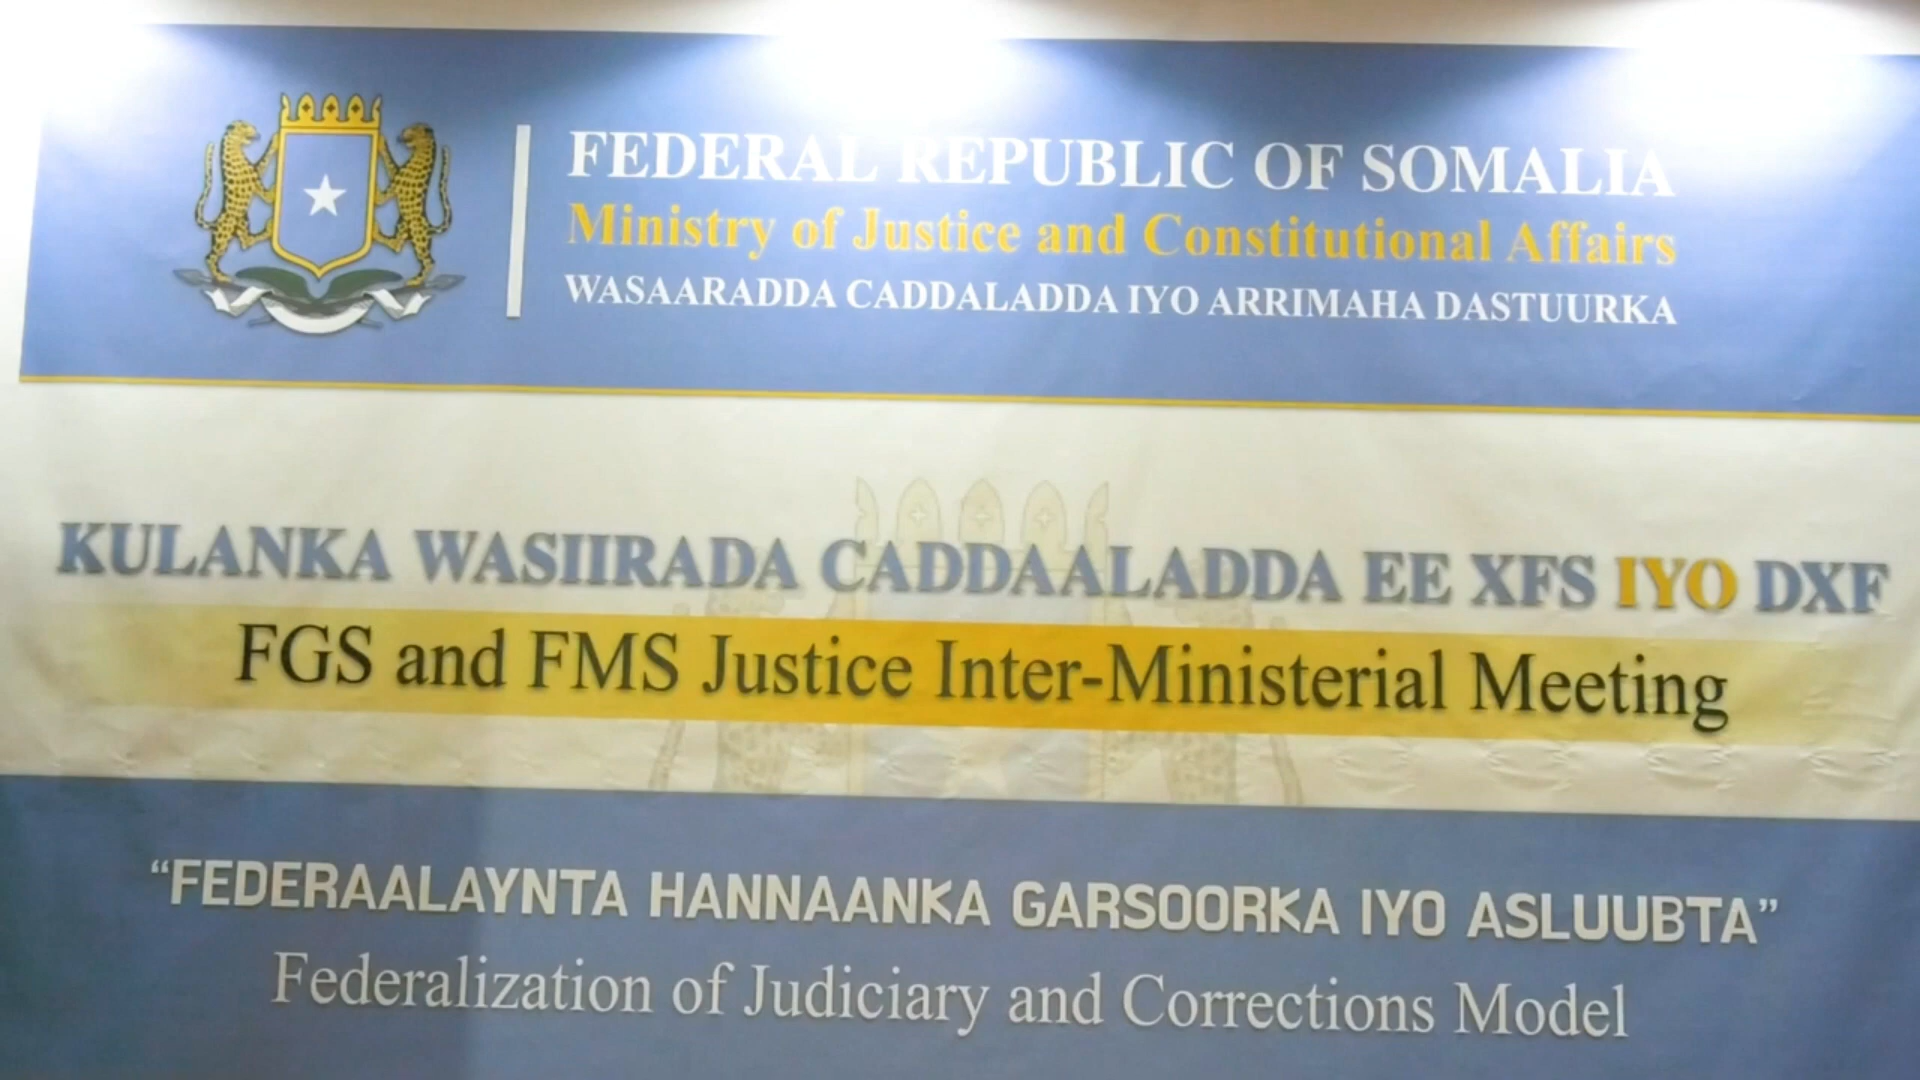 FEDERAL REPUBLIC OF SOMALIA
Ministry of Justice and Constitutional Affairs
WASAARADDA CADDALADDA IYO ARRIMAHA DASTUURKA
KULANKA WASIIRADA CADDAALADDA EE XFS IYO DXF
FGS and FMS Justice Inter-Ministerial Meeting
“FEDERAALAYNTA HANNAANKA GARSOORKA IYO ASLUUBTA”
Federalization of Judiciary and Corrections Model